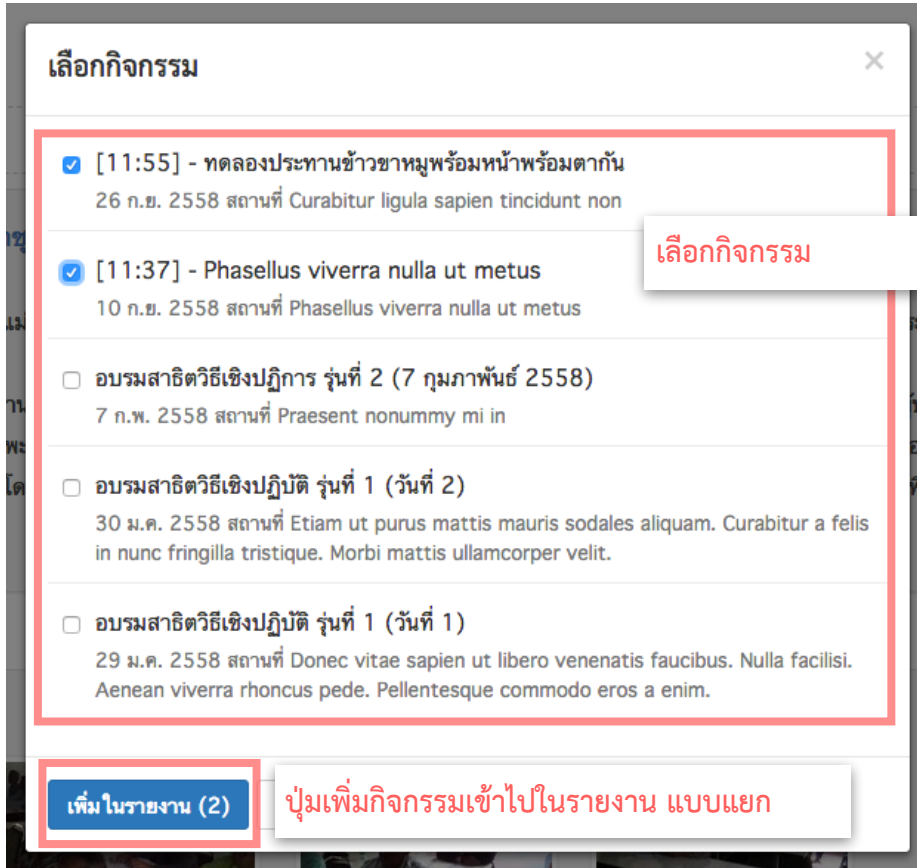 เลือกกิจกรรม ×
[11:55] - ทดลองประทานข้าวขาหมูพร้อมหน้าพร้อมตากัน
26 ก.ย. 2558 สถานที่ Curabitur ligula sapien tincidunt non
เลือกกิจกรรม
[11:37] - Phasellus viverra nulla ut metus
10 ก.ย. 2558 สถานที่ Phasellus viverra nulla ut metus
อบรมสาธิตวิธีเชิงปฏิการ รุ่นที่ 2 (7 กุมภาพันธ์ 2558)
7 ก.พ. 2558 สถานที่ Praesent nonummy mi in
อบรมสาธิตวิธีเชิงปฏิบัติ รุ่นที่ 1 (วันที่ 2)
30 ม.ค. 2558 สถานที่ Etiam ut purus mattis mauris sodales aliquam. Curabitur a felis
in nunc fringilla tristique. Morbi mattis ullamcorper velit.
อบรมสาธิตวิธีเชิงปฏิบัติ รุ่นที่ 1 (วันที่ 1)
29 ม.ค. 2558 สถานที่ Donec vitae sapien ut libero venenatis faucibus. Nulla facilisi.
Aenean viverra rhoncus pede. Pellentesque commodo eros a enim.
เพิ่มในรายงาน (2)
ปุ่มเพิ่มกิจกรรมเข้าไปในรายงาน แบบแยก